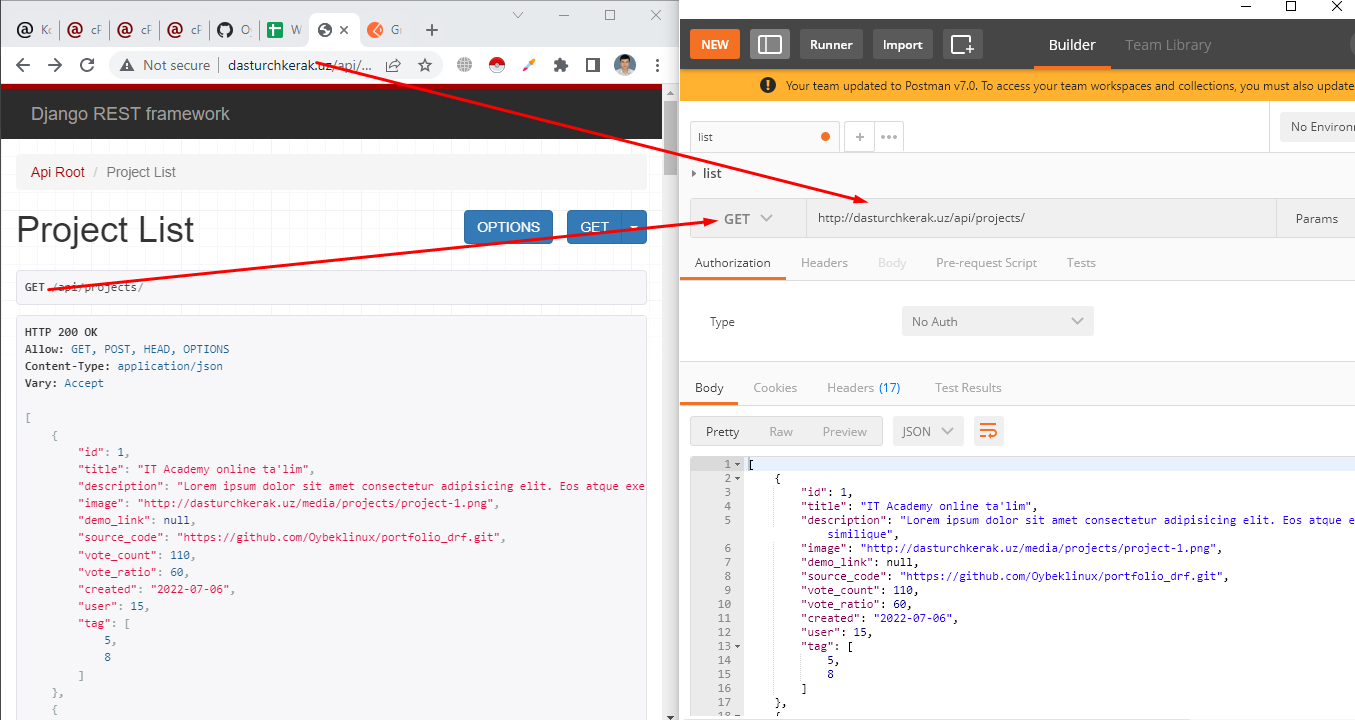 Kc
cF
cF
cF
O
W
Gi
Not secure
dasturchkerak.uz/api/...
Django REST framework
Api Root / Project List
Project List
OPTIONS
GET
GET /api/projects/
HTTP 200 OK
Allow: GET, POST, HEAD, OPTIONS
Content-Type: application/json
Vary: Accept
[
{
"id": 1,
"title": "IT Academy online ta'lim",
"description": "Lorem ipsum dolor sit amet consectetur adipisicing elit. Eos atque exe
"image": "http://dasturchkerak.uz/media/projects/project-1.png",
"demo_link": null,
"source_code": "https://github.com/Oybeklinux/portfolio_drf.git",
"vote_count": 110,
"vote_ratio": 60,
"created": "2022-07-06",
"user": 15,
"tag": [
5,
8
]
},
{
NEW
Runner
Import
Builder
Team Library
Your team updated to Postman v7.0. To access your team workspaces and collections, you must also update
list
+
•••
No Environ
list
GET
http://dasturchkerak.uz/api/projects/
Params
Authorization
Headers
Body
Pre-request Script
Tests
Type
No Auth
Body
Cookies
Headers (17)
Test Results
Pretty
Raw
Preview
JSON
1 [
2 {
3 "id": 1,
4 "title": "IT Academy online ta'lim",
5 "description": "Lorem ipsum dolor sit amet consectetur adipisicing elit. Eos atque e
similique",
6 "image": "http://dasturchkerak.uz/media/projects/project-1.png",
7 "demo_link": null,
8 "source_code": "https://github.com/Oybeklinux/portfolio_drf.git",
9 "vote_count": 110,
10 "vote_ratio": 60,
11 "created": "2022-07-06",
12 "user": 15,
13 "tag": [
14 5,
15 8
16 ]
17 },
18 {